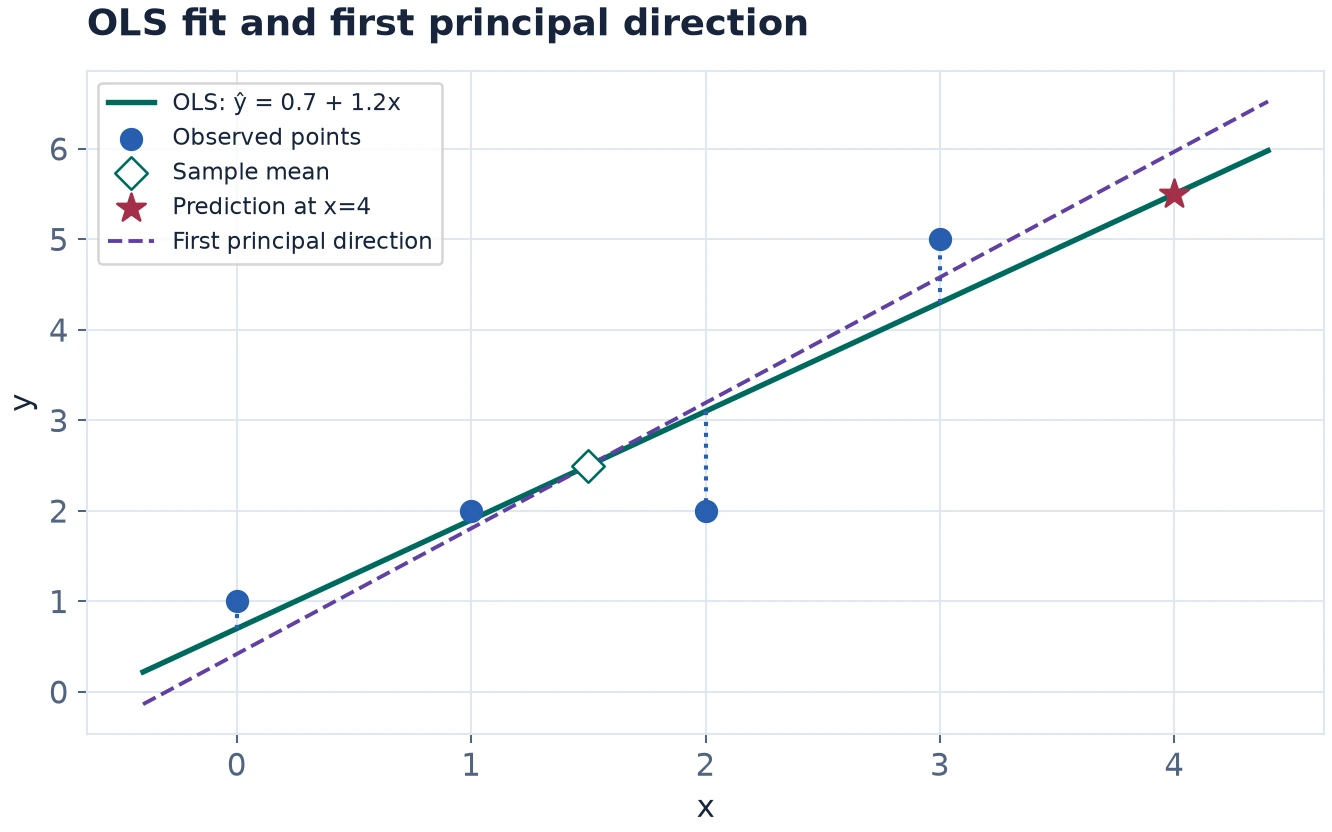 OLS fit and first principal direction
OLS: ŷ = 0.7 + 1.2x
Observed points
Sample mean
Prediction at x=4
First principal direction
6
5
4
3
2
1
0
y
0 1 2 3 4
x